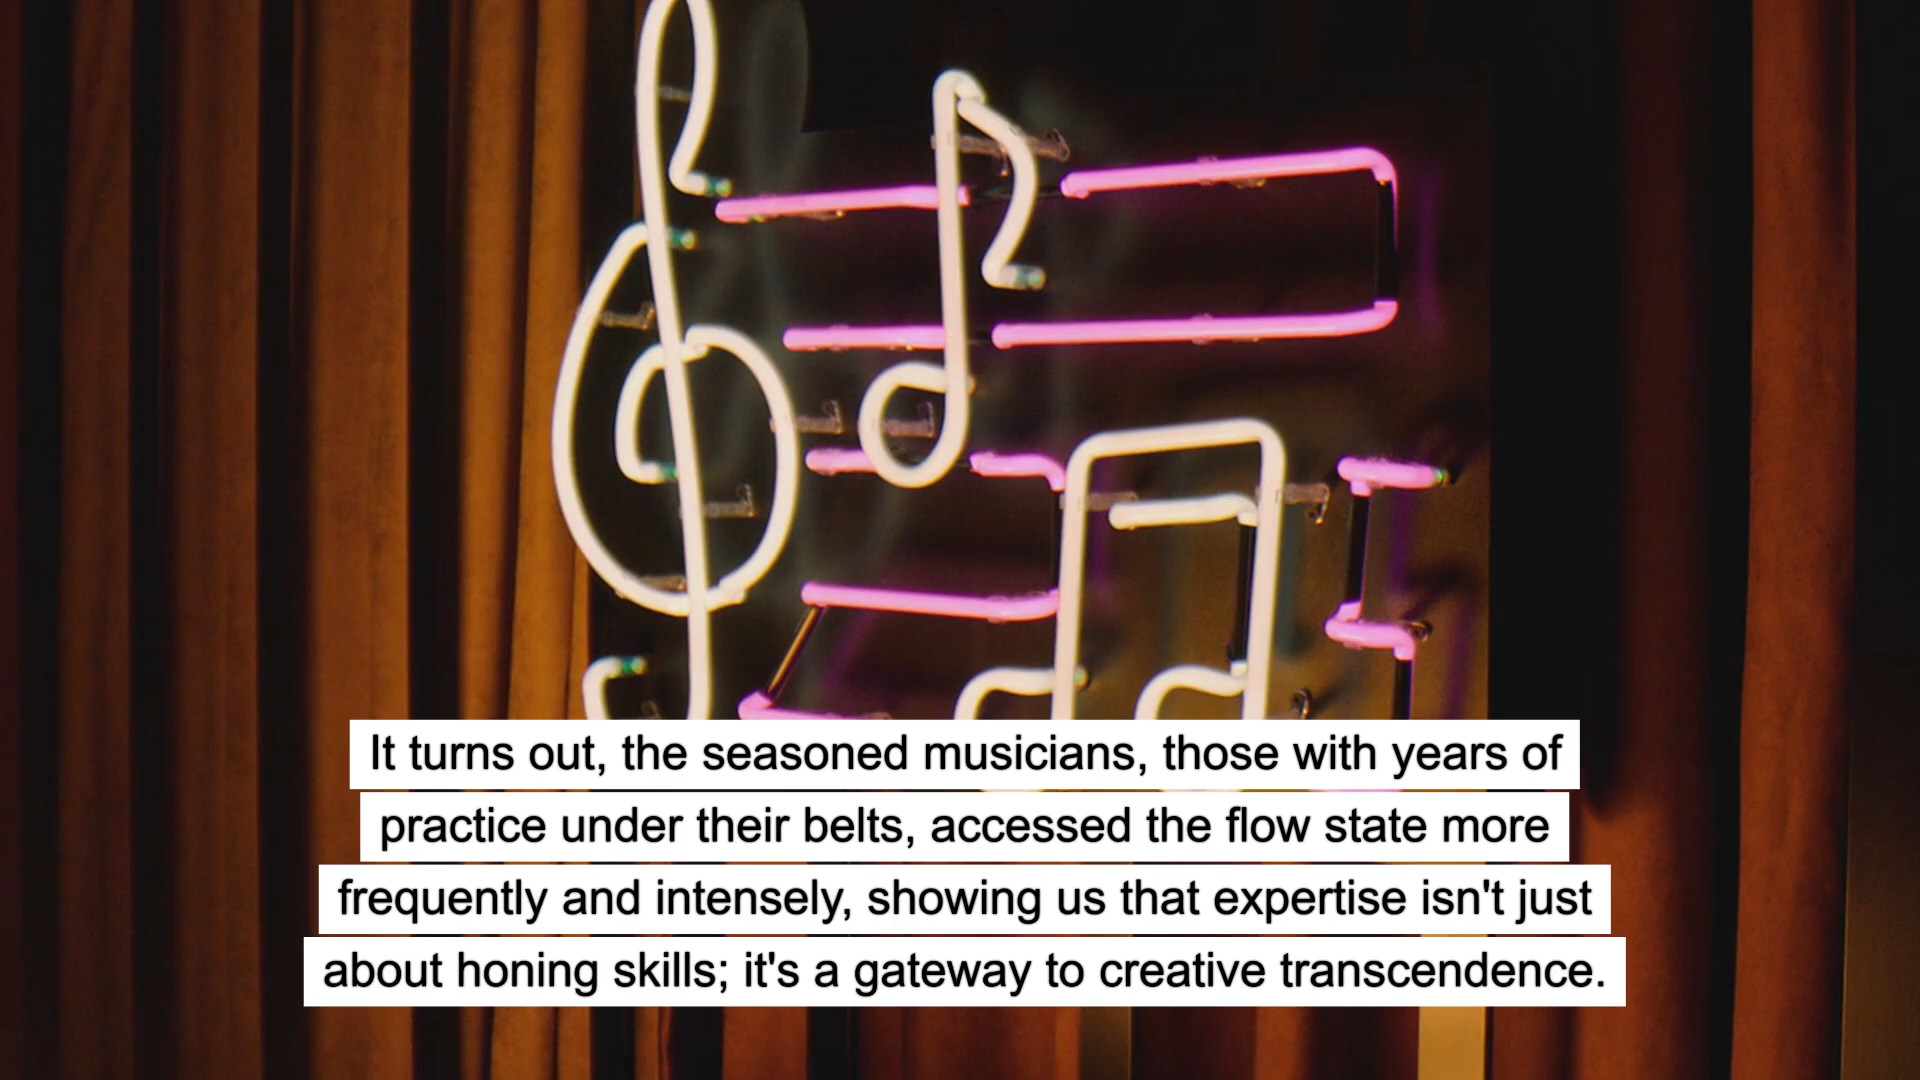 It turns out, the seasoned musicians, those with years of
practice under their belts, accessed the flow state more
frequently and intensely, showing us that expertise isn't just
about honing skills; it's a gateway to creative transcendence.